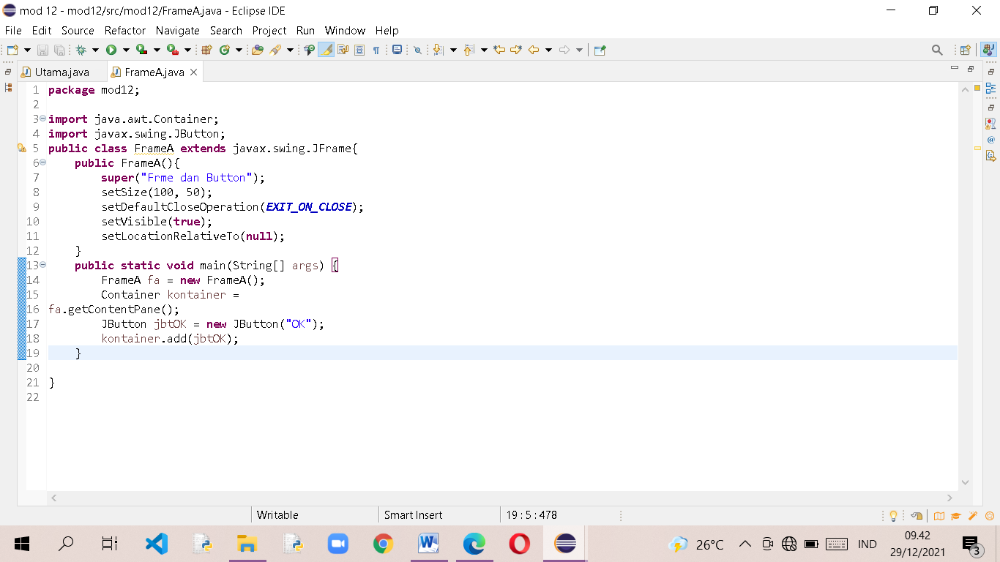 mod 12 - mod12/src/mod12/FrameA.java - Eclipse IDE
File Edit Source Refactor Navigate Search Project Run Window Help
Utama.java FrameA.java
1 package mod12;
2
3 import java.awt.Container;
4 import javax.swing.JButton;
5 public class FrameA extends javax.swing.JFrame{
6 public FrameA(){
7 super("Frme dan Button");
8 setSize(100, 50);
9 setDefaultCloseOperation(EXIT_ON_CLOSE);
10 setVisible(true);
11 setLocationRelativeTo(null);
12 }
13 public static void main(String[] args) {
14 FrameA fa = new FrameA();
15 Container kontainer =
16 fa.getContentPane();
17 JButton jbtOK = new JButton("OK");
18 kontainer.add(jbtOK);
19 }
20
21 }
22
Writable Smart Insert 19 : 5 : 478
26°C IND 09.42
29/12/2021 3